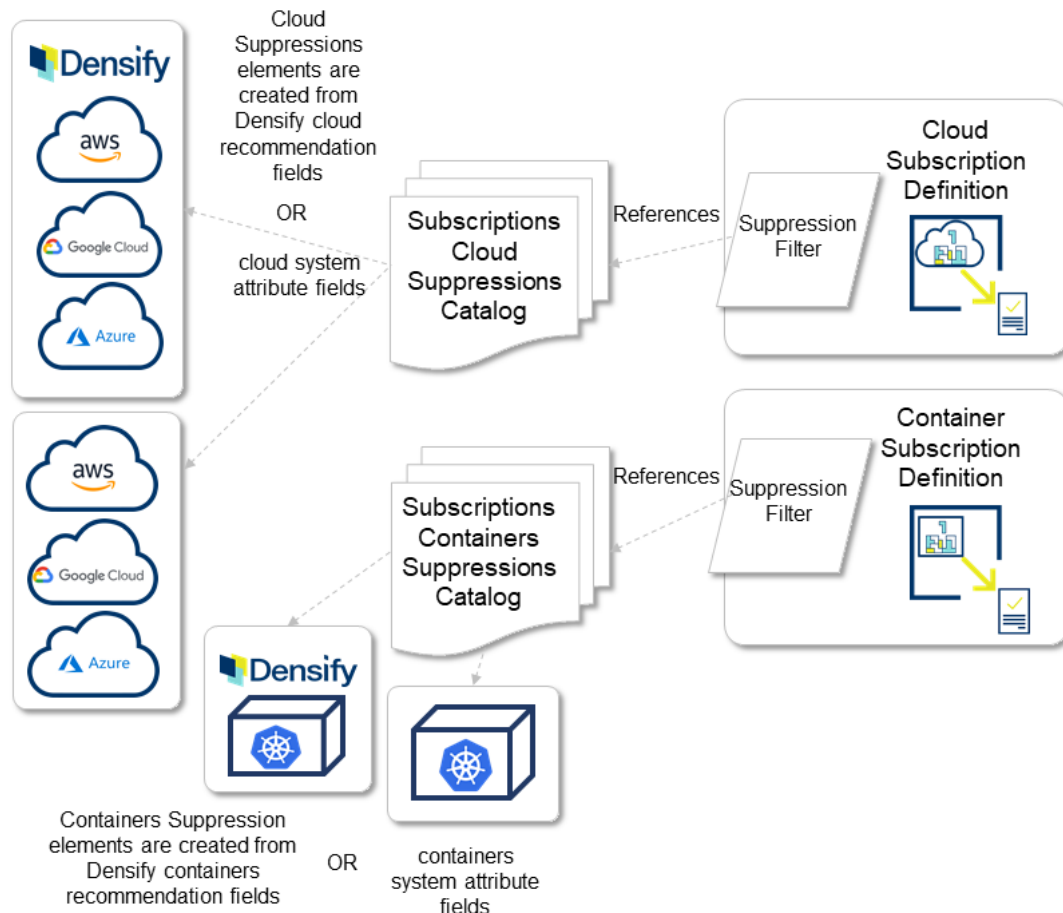 Densify
aws
Google Cloud
Azure
Cloud
Suppressions
elements are
created from
Densify cloud
recommendation
fields
OR
cloud system
attribute fields
Subscriptions
Cloud
Suppressions
Catalog
References
Suppression
Filter
Cloud
Subscription
Definition
aws
Google Cloud
Azure
Subscriptions
Containers
Suppressions
Catalog
References
Suppression
Filter
Container
Subscription
Definition
Densify
Containers Suppression
elements are created from
Densify containers
recommendation fields
OR
containers
system attribute
fields